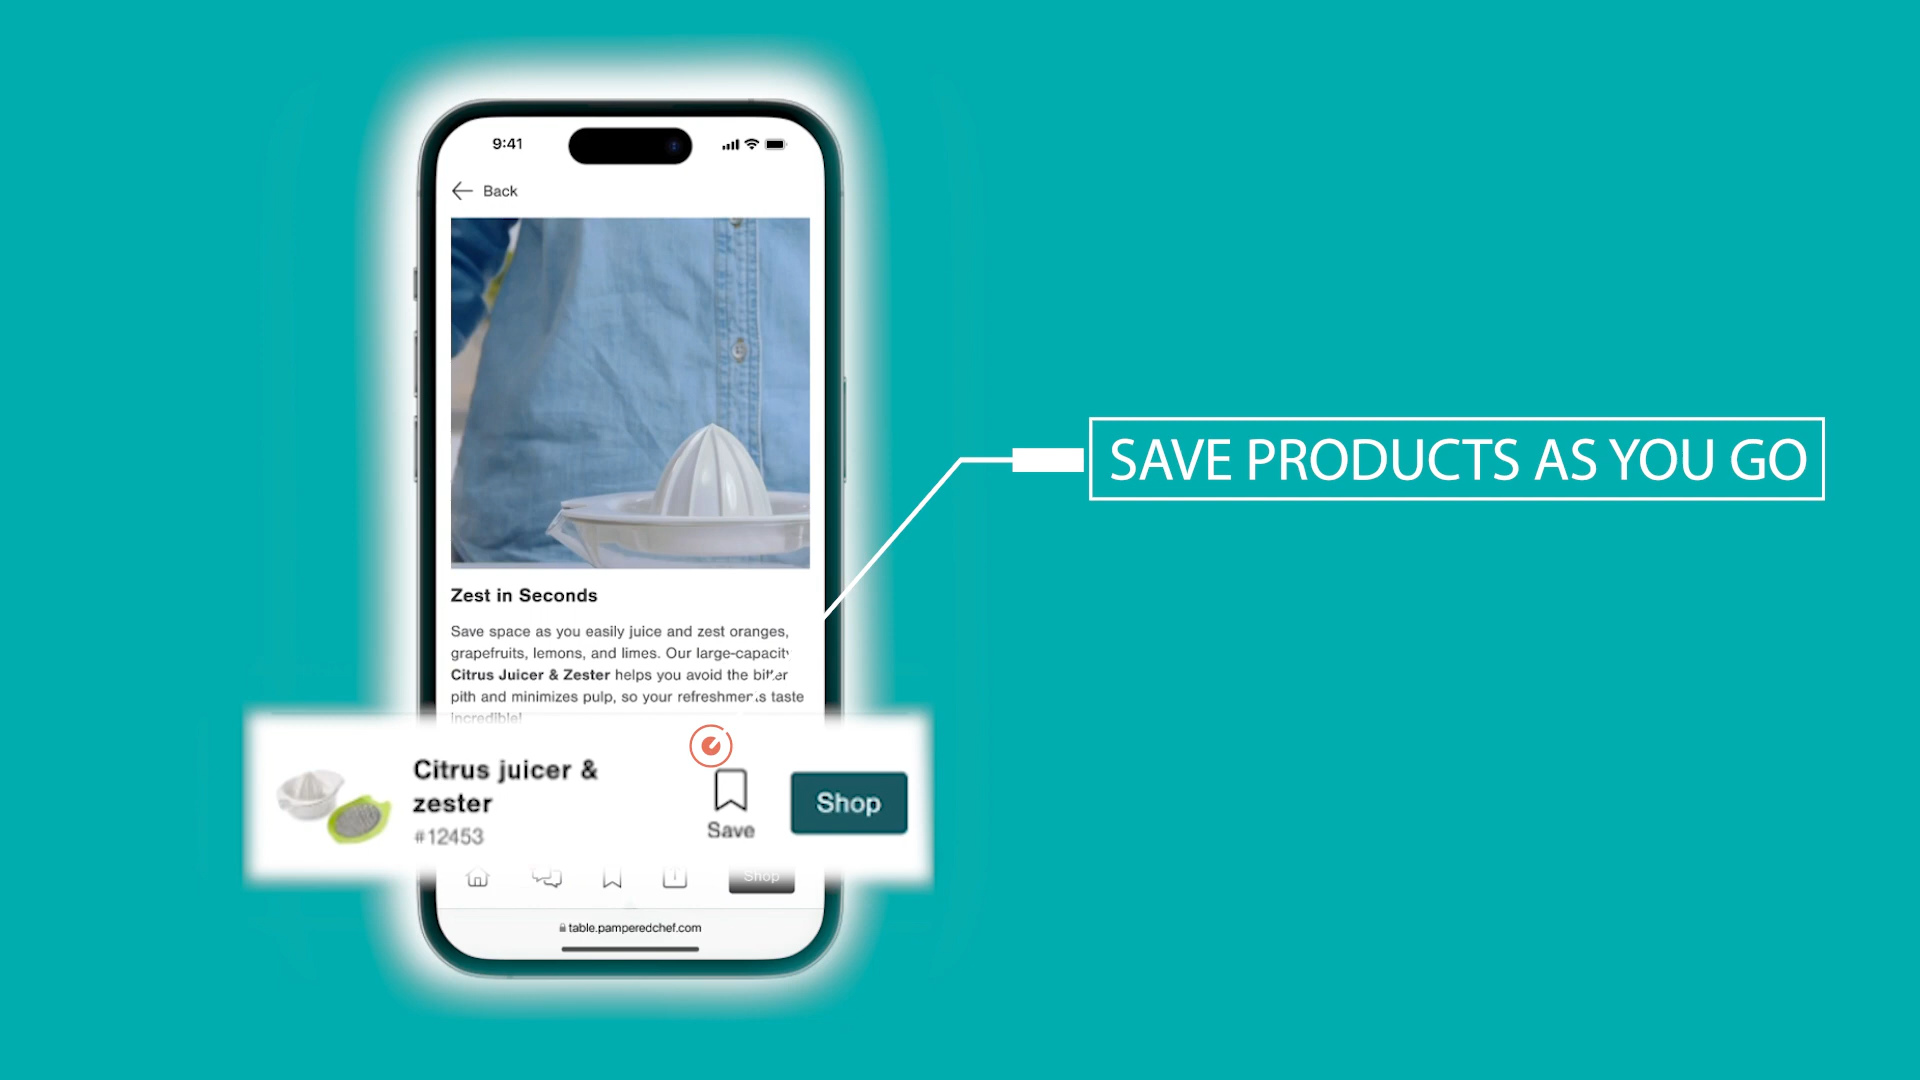 9:41
Back
Zest in Seconds
Save space as you easily juice and zest oranges,
grapefruits, lemons, and limes. Our large-capacity
Citrus Juicer & Zester helps you avoid the bitter
pith and minimizes pulp, so your refreshments taste
incredible!
Citrus juicer &
zester
#12453
Save
Shop
Shop
table.pamperedchef.com
SAVE PRODUCTS AS YOU GO